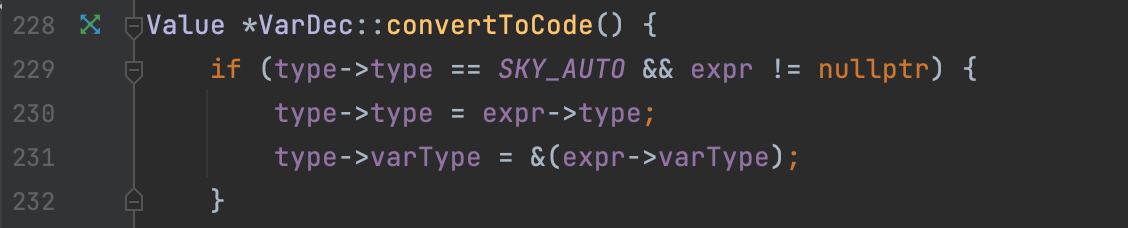 228 Value *VarDec::convertToCode() {
229 if (type->type == SKY_AUTO && expr != nullptr) {
230 type->type = expr->type;
231 type->varType = &(expr->varType);
232 }